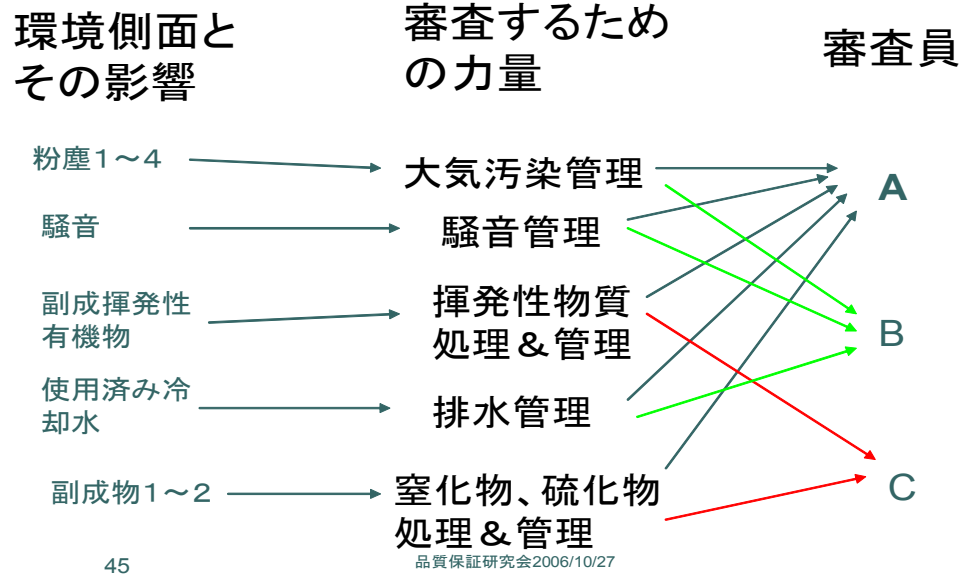 環境側面と
その影響
審査するため
の力量
審査員
粉塵1～4
大気汚染管理
A
騒音
騒音管理
副成揮発性
有機物
揮発性物質
処理＆管理
B
使用済み冷
却水
排水管理
副成物1～2
窒化物、硫化物
処理＆管理
C
45
品質保証研究会2006/10/27